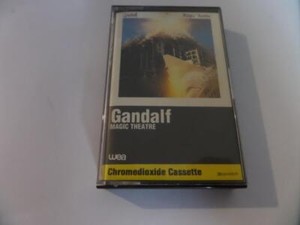 Gandalf
MAGIC THEATRE
wea
Chromedioxide Cassette